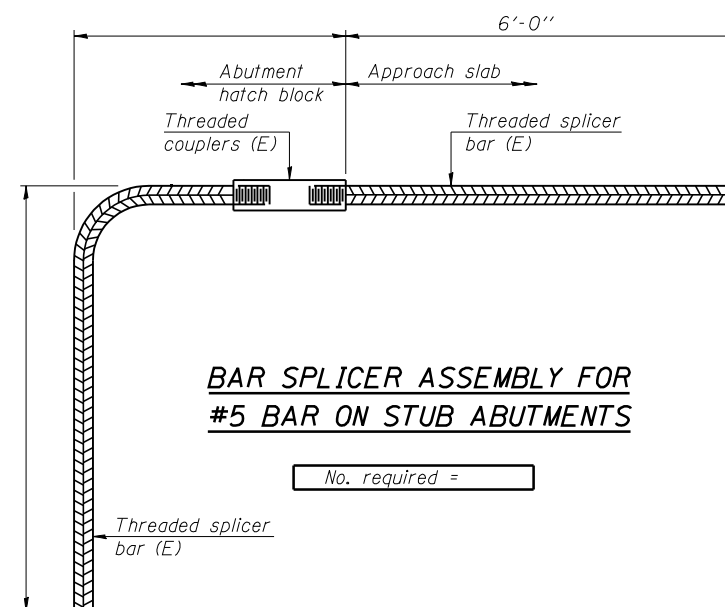 6'-0"
Abutment
hatch block
Approach slab
Threaded
couplers (E)
Threaded splicer
bar (E)
BAR SPLICER ASSEMBLY FOR
#5 BAR ON STUB ABUTMENTS
No. required =
Threaded splicer
bar (E)